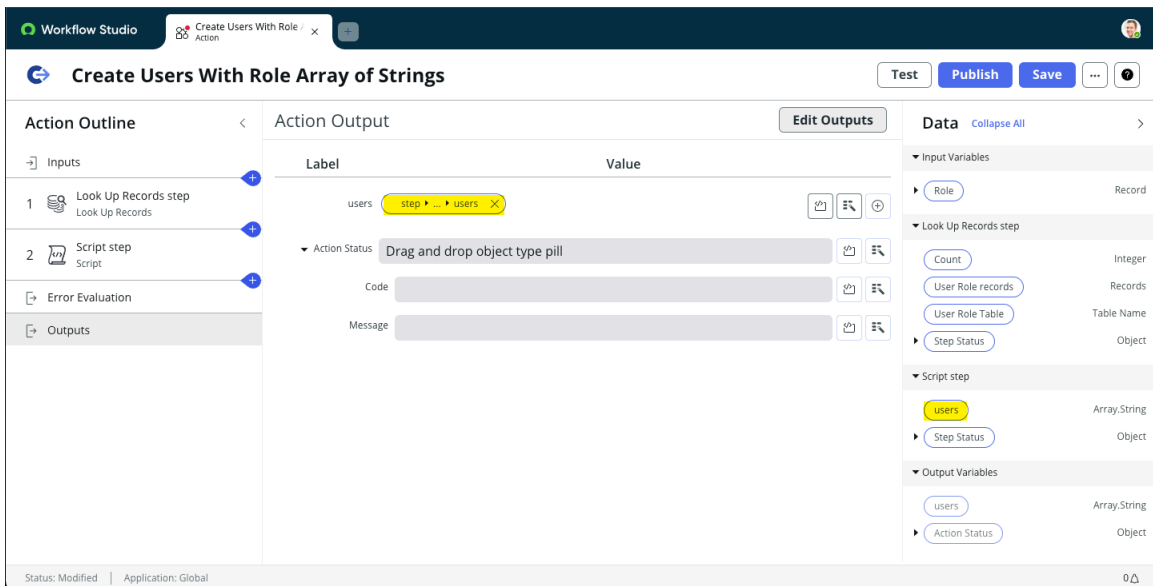 Workflow Studio
Create Users With Role A
Action
Create Users With Role Array of Strings
Test
Publish
Save
...
?
Action Outline
Inputs
1
Look Up Records step
Look Up Records
2
Script step
Script
Error Evaluation
Outputs
Action Output
Edit Outputs
Label Value
users step ▸ ... ▸ users
Action Status Drag and drop object type pill
Code
Message
Data Collapse All
Input Variables
Role Record
Look Up Records step
Count Integer
User Role records Records
User Role Table Table Name
Step Status Object
Script step
users Array.String
Step Status Object
Output Variables
users Array.String
Action Status Object
Status: Modified | Application: Global
0